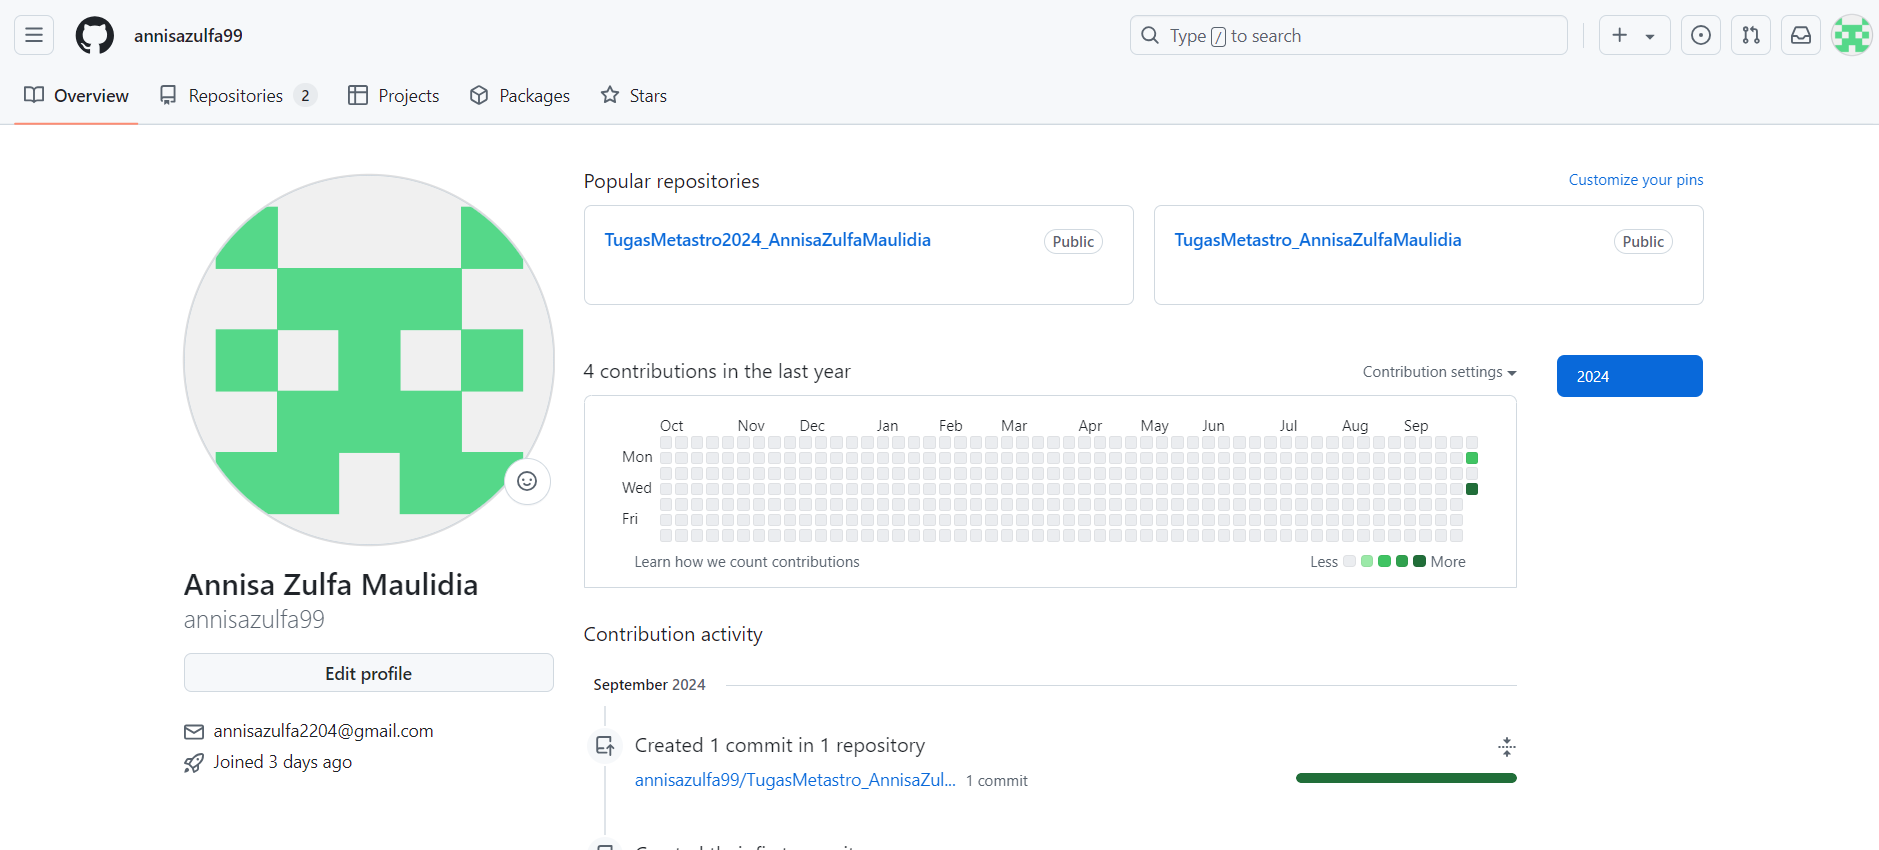 annisazulfa99
Type / to search
Overview
Repositories 2
Projects
Packages
Stars
Popular repositories
Customize your pins
TugasMetastro2024_AnnisaZulfaMaulidia
Public
TugasMetastro_AnnisaZulfaMaulidia
Public
4 contributions in the last year
Contribution settings
2024
Oct Nov Dec Jan Feb Mar Apr May Jun Jul Aug Sep
Mon
Wed
Fri
Learn how we count contributions
Less More
Annisa Zulfa Maulidia
annisazulfa99
Edit profile
annisazulfa2204@gmail.com
Joined 3 days ago
Contribution activity
September 2024
Created 1 commit in 1 repository
annisazulfa99/TugasMetastro_AnnisaZul... 1 commit